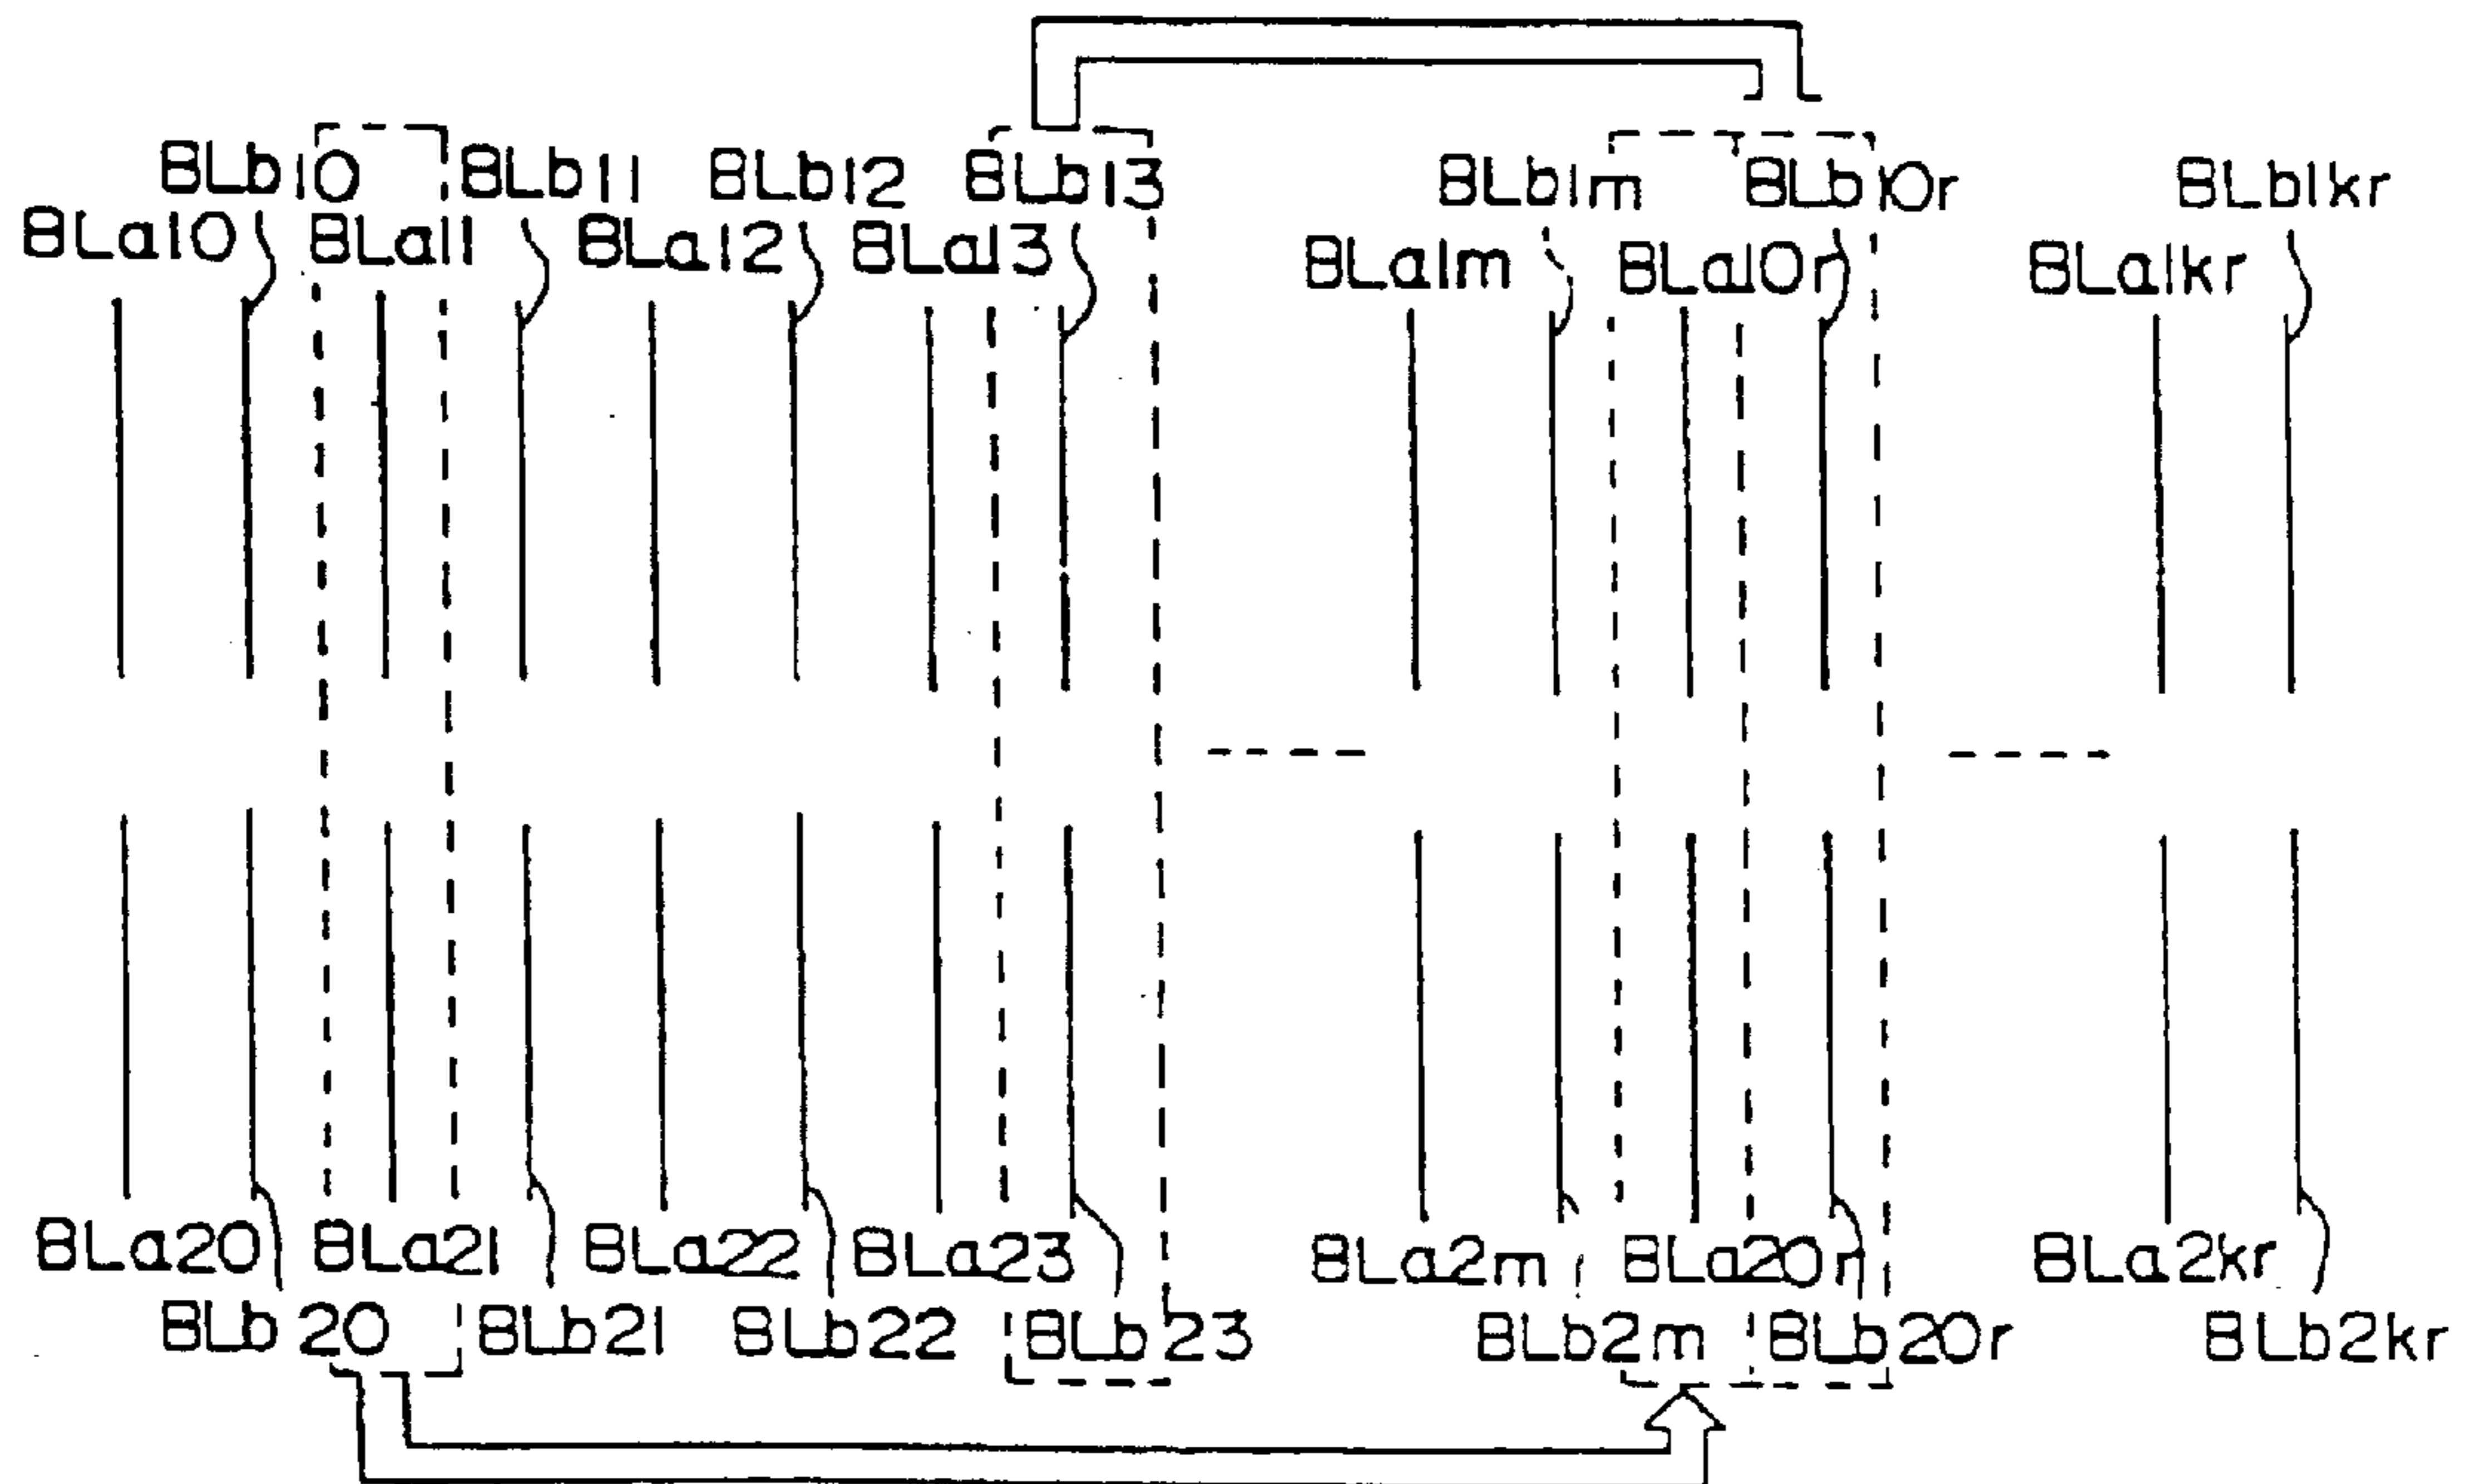 BLb10 BLb11 BLb12 BLb13 BLb1m BLb10r BLb1kr
BLa10 BLa11 BLa12 BLa13 BLa1m BLa10r BLa1kr
BLa20 BLa21 BLa22 BLa23 BLa2m BLa20r BLa2kr
BLb20 BLb21 BLb22 BLb23 BLb2m BLb20r BLb2kr